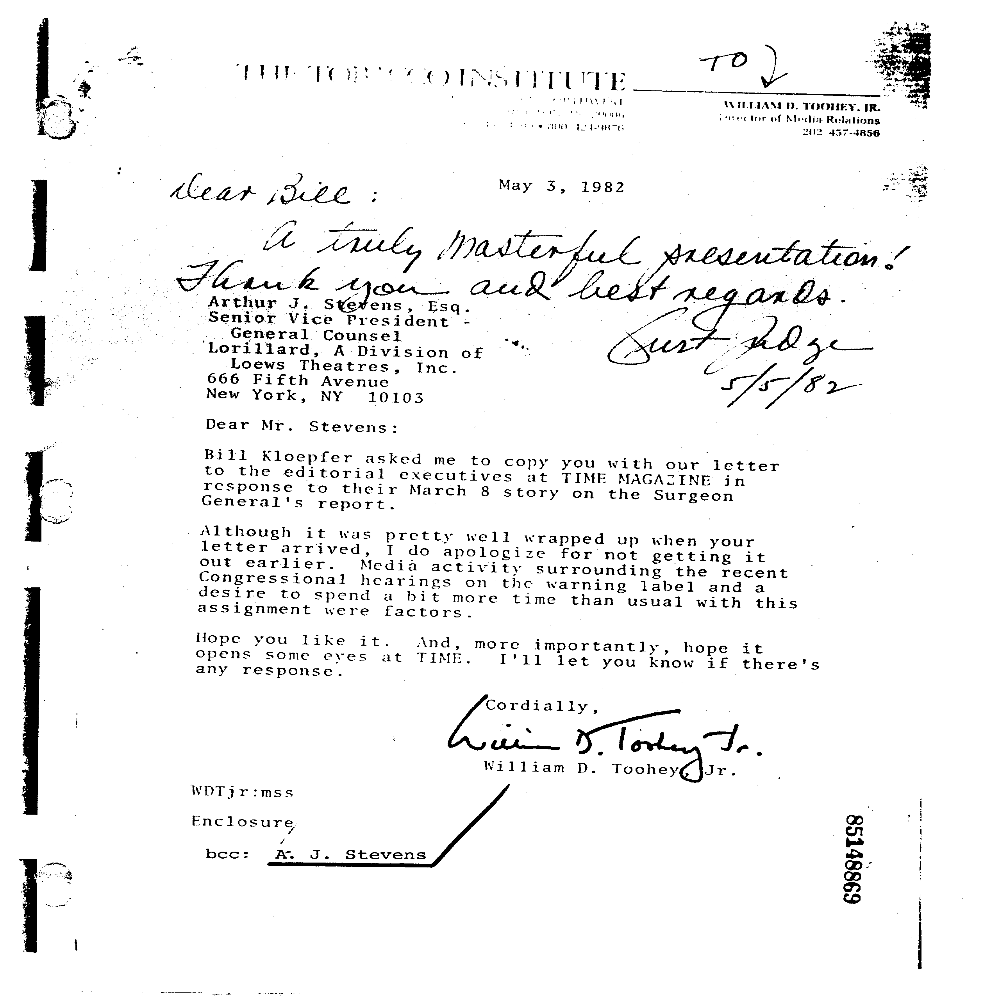 TO
THE TOBACCO INSTITUTE
WILLIAM D. TOOHEY, JR.
Director of Media Relations
202 457-4856
May 3, 1982
Dear Bill:
A truly masterful presentation!
Thank you and best regards.
Curt Judge
5/5/82
Arthur J. Stevens, Esq.
Senior Vice President -
General Counsel
Lorillard, A Division of
Loews Theatres, Inc.
666 Fifth Avenue
New York, NY 10103
Dear Mr. Stevens:
Bill Kloepfer asked me to copy you with our letter
to the editorial executives at TIME MAGAZINE in
response to their March 8 story on the Surgeon
General's report.
Although it was pretty well wrapped up when your
letter arrived, I do apologize for not getting it
out earlier. Media activity surrounding the recent
Congressional hearings on the warning label and a
desire to spend a bit more time than usual with this
assignment were factors.
Hope you like it. And, more importantly, hope it
opens some eyes at TIME. I'll let you know if there's
any response.
Cordially,
William D. Toohey Jr.
William D. Toohey, Jr.
WDTjr:mss
Enclosure
bcc: A. J. Stevens
85148869